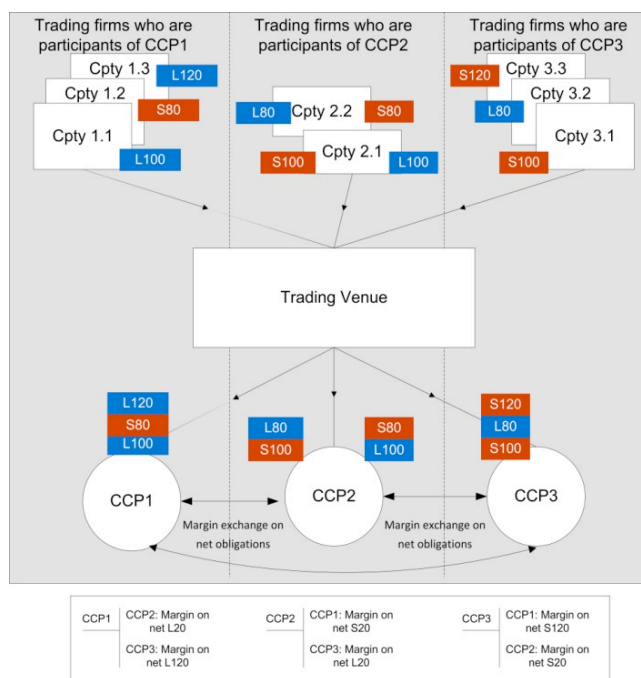 Trading firms who are
participants of CCP1
Trading firms who are
participants of CCP2
Trading firms who are
participants of CCP3
Cpty 1.3
L120
Cpty 1.2
S80
Cpty 1.1
L100
L80
Cpty 2.2
S80
S100
Cpty 2.1
L100
S120
Cpty 3.3
L80
Cpty 3.2
S100
Cpty 3.1
Trading Venue
L120
S80
L100
L80
S100
S80
L100
S120
L80
S100
CCP1
CCP2
CCP3
Margin exchange on
net obligations
Margin exchange on
net obligations
CCP1
CCP2: Margin on
net L20
CCP3: Margin on
net L120
CCP2
CCP1: Margin on
net S20
CCP3: Margin on
net L20
CCP3
CCP1: Margin on
net S120
CCP2: Margin on
net S20